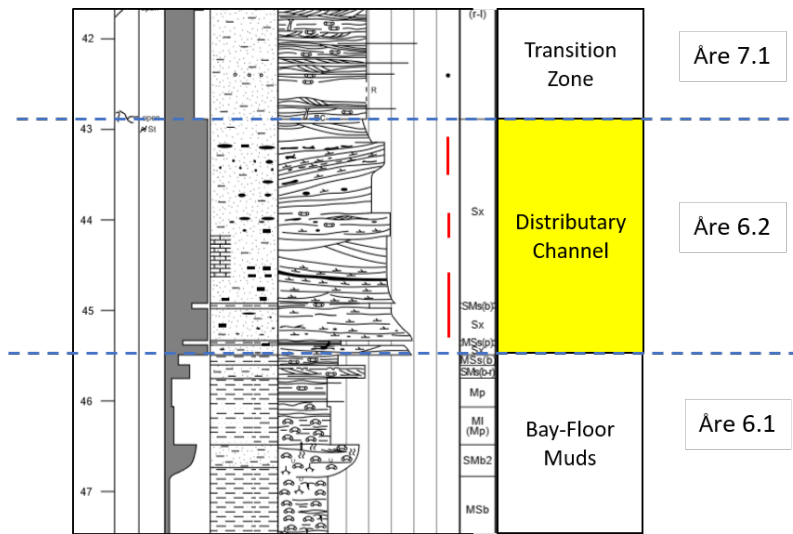 (r-l)
42
Transition
Zone
Åre 7.1
R
43
St
Sx
44
Distributary
Channel
Åre 6.2
SMs(b)
45
Sx
MSs(p)
MSs(b)
SMs(b-r)
46
Mp
Ml
(Mp)
Bay-Floor
Muds
Åre 6.1
SMb2
47
MSb